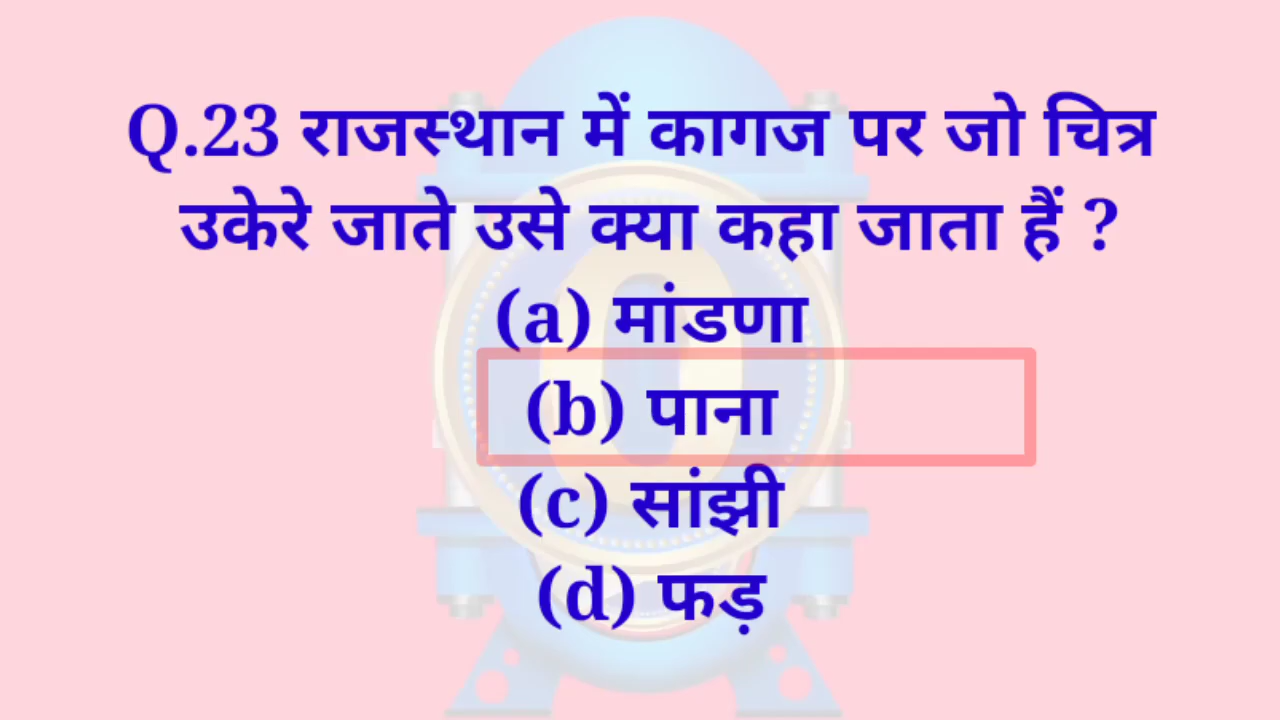 Q.23 राजस्थान में कागज पर जो चित्र
उकेरे जाते उसे क्या कहा जाता हैं ?
(a) मांडणा
(b) पाना
(c) सांझी
(d) फड़